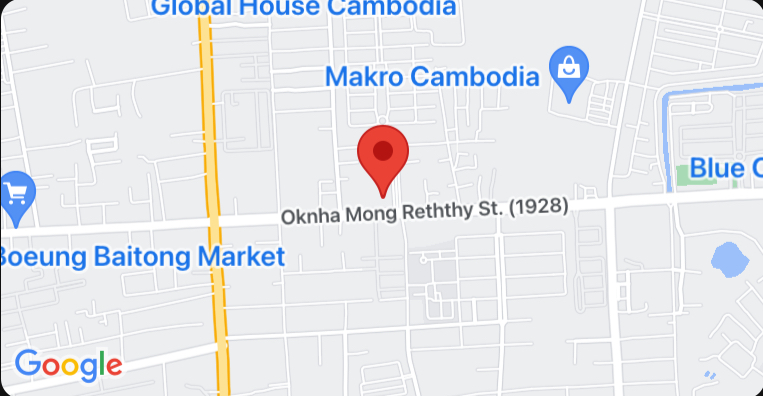 Global House Cambodia
Makro Cambodia
Blue C
Oknha Mong Reththy St. (1928)
Boeung Baitong Market
Google